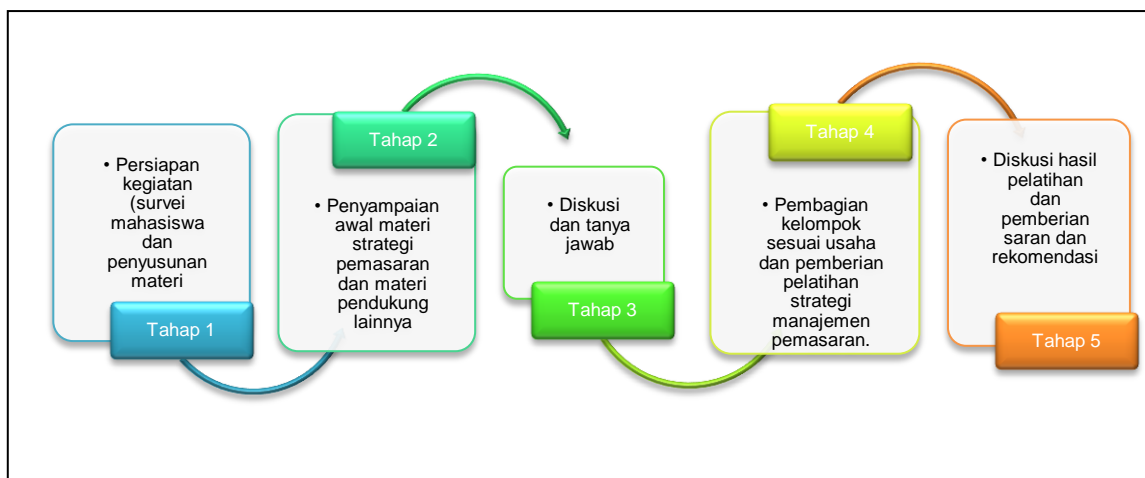 • Persiapan
kegiatan
(survei
mahasiswa
dan
penyusunan
materi
Tahap 1
Tahap 2
• Penyampaian
awal materi
strategi
pemasaran
dan materi
pendukung
lainnya
• Diskusi
dan tanya
jawab
Tahap 3
Tahap 4
• Pembagian
kelompok
sesuai usaha
dan pemberian
pelatihan
strategi
manajemen
pemasaran.
• Diskusi hasil
pelatihan
dan
pemberian
saran dan
rekomendasi
Tahap 5